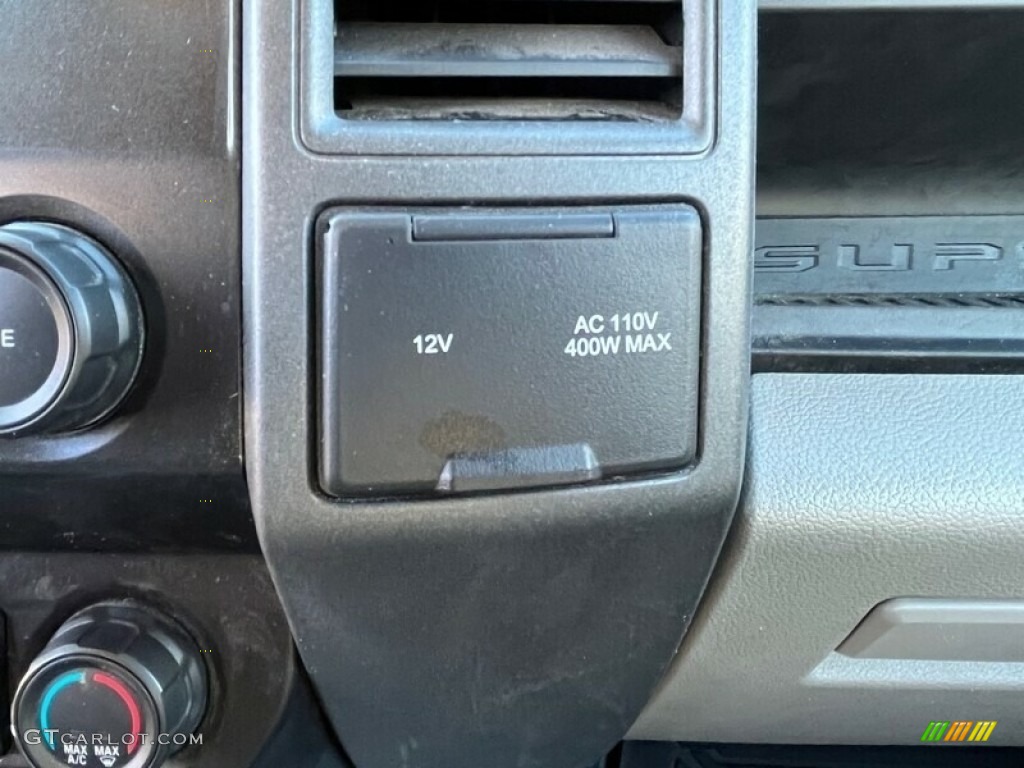 SUP
E
12V
AC 110V
400W MAX
MAX A/C
MAX
GTCARLOT.COM